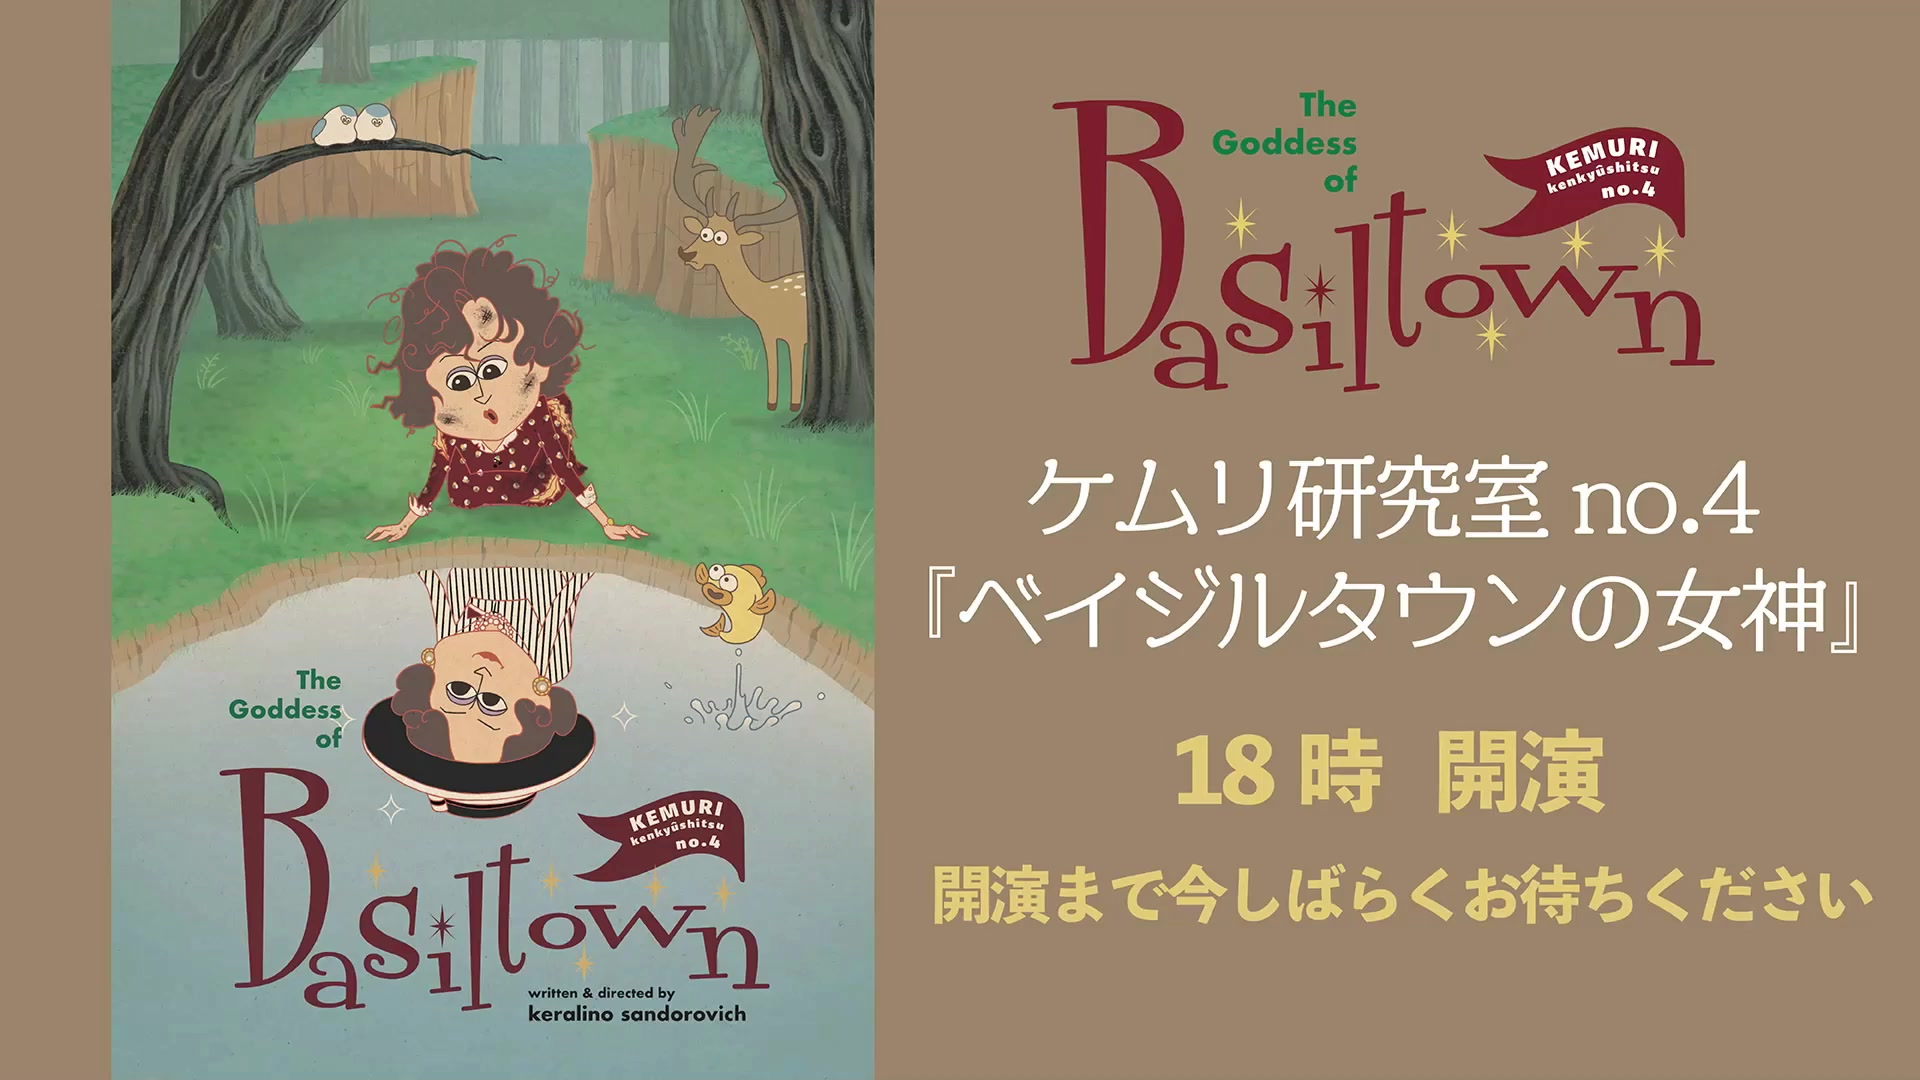 The
Goddess
of
Basiltown
KEMURI
kenkyûshitsu
no.4
written & directed by
keralino sandorovich
The
Goddess
of
Basiltown
KEMURI
kenkyûshitsu
no.4
ケムリ研究室 no.4
『ベイジルタウンの女神』
18時 開演
開演まで今しばらくお待ちください